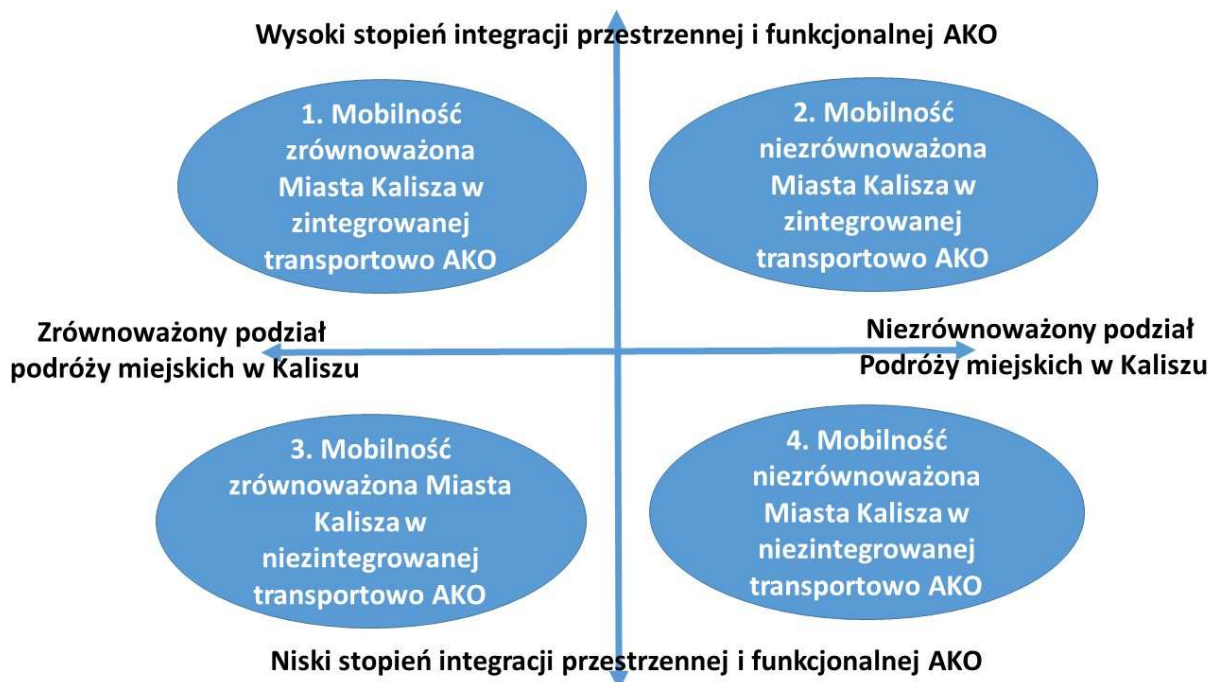 Wysoki stopień integracji przestrzennej i funkcjonalnej AKO
1. Mobilność
zrównoważona
Miasta Kalisza w
zintegrowanej
transportowo AKO
2. Mobilność
niezrównoważona
Miasta Kalisza w
zintegrowanej
transportowo AKO
Zrównoważony podział
podróży miejskich w Kaliszu
Niezrównoważony podział
Podróży miejskich w Kaliszu
3. Mobilność
zrównoważona Miasta
Kalisza w
niezintegrowanej
transportowo AKO
4. Mobilność
niezrównoważona
Miasta Kalisza w
niezintegrowanej
transportowo AKO
Niski stopień integracji przestrzennej i funkcjonalnej AKO